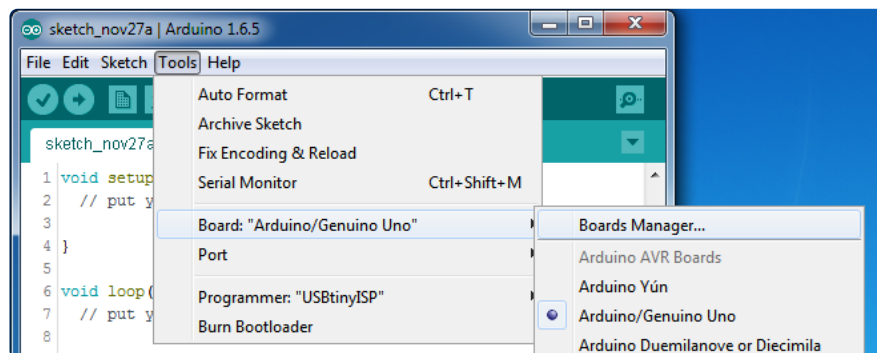 sketch_nov27a | Arduino 1.6.5
File Edit Sketch Tools Help
Auto Format Ctrl+T
Archive Sketch
Fix Encoding & Reload
Serial Monitor Ctrl+Shift+M
Board: "Arduino/Genuino Uno"
Port
Programmer: "USBtinyISP"
Burn Bootloader
Boards Manager...
Arduino AVR Boards
Arduino Yún
Arduino/Genuino Uno
Arduino Duemilanove or Diecimila
sketch_nov27a
1 void setup
2 // put y
3
4 }
5
6 void loop(
7 // put y
8